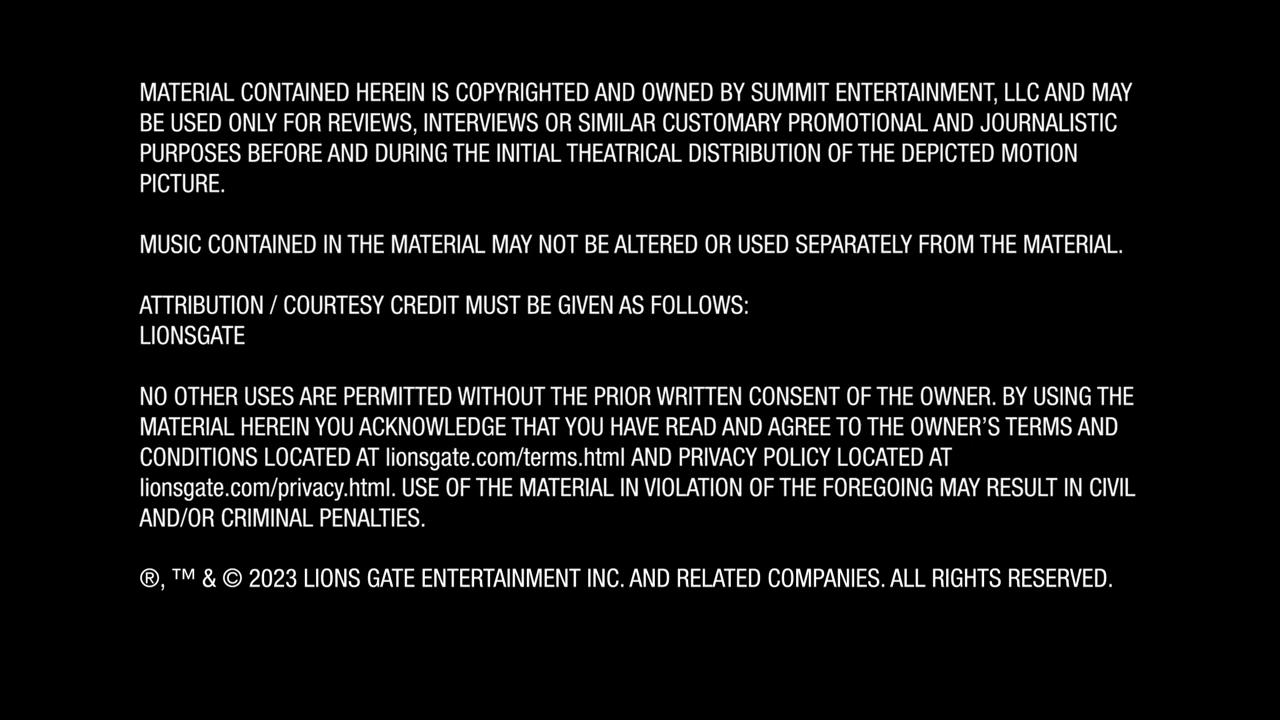 MATERIAL CONTAINED HEREIN IS COPYRIGHTED AND OWNED BY SUMMIT ENTERTAINMENT, LLC AND MAY
BE USED ONLY FOR REVIEWS, INTERVIEWS OR SIMILAR CUSTOMARY PROMOTIONAL AND JOURNALISTIC
PURPOSES BEFORE AND DURING THE INITIAL THEATRICAL DISTRIBUTION OF THE DEPICTED MOTION
PICTURE.
MUSIC CONTAINED IN THE MATERIAL MAY NOT BE ALTERED OR USED SEPARATELY FROM THE MATERIAL.
ATTRIBUTION / COURTESY CREDIT MUST BE GIVEN AS FOLLOWS:
LIONSGATE
NO OTHER USES ARE PERMITTED WITHOUT THE PRIOR WRITTEN CONSENT OF THE OWNER. BY USING THE
MATERIAL HEREIN YOU ACKNOWLEDGE THAT YOU HAVE READ AND AGREE TO THE OWNER'S TERMS AND
CONDITIONS LOCATED AT lionsgate.com/terms.html AND PRIVACY POLICY LOCATED AT
lionsgate.com/privacy.html. USE OF THE MATERIAL IN VIOLATION OF THE FOREGOING MAY RESULT IN CIVIL
AND/OR CRIMINAL PENALTIES.
®, ™ & © 2023 LIONS GATE ENTERTAINMENT INC. AND RELATED COMPANIES. ALL RIGHTS RESERVED.